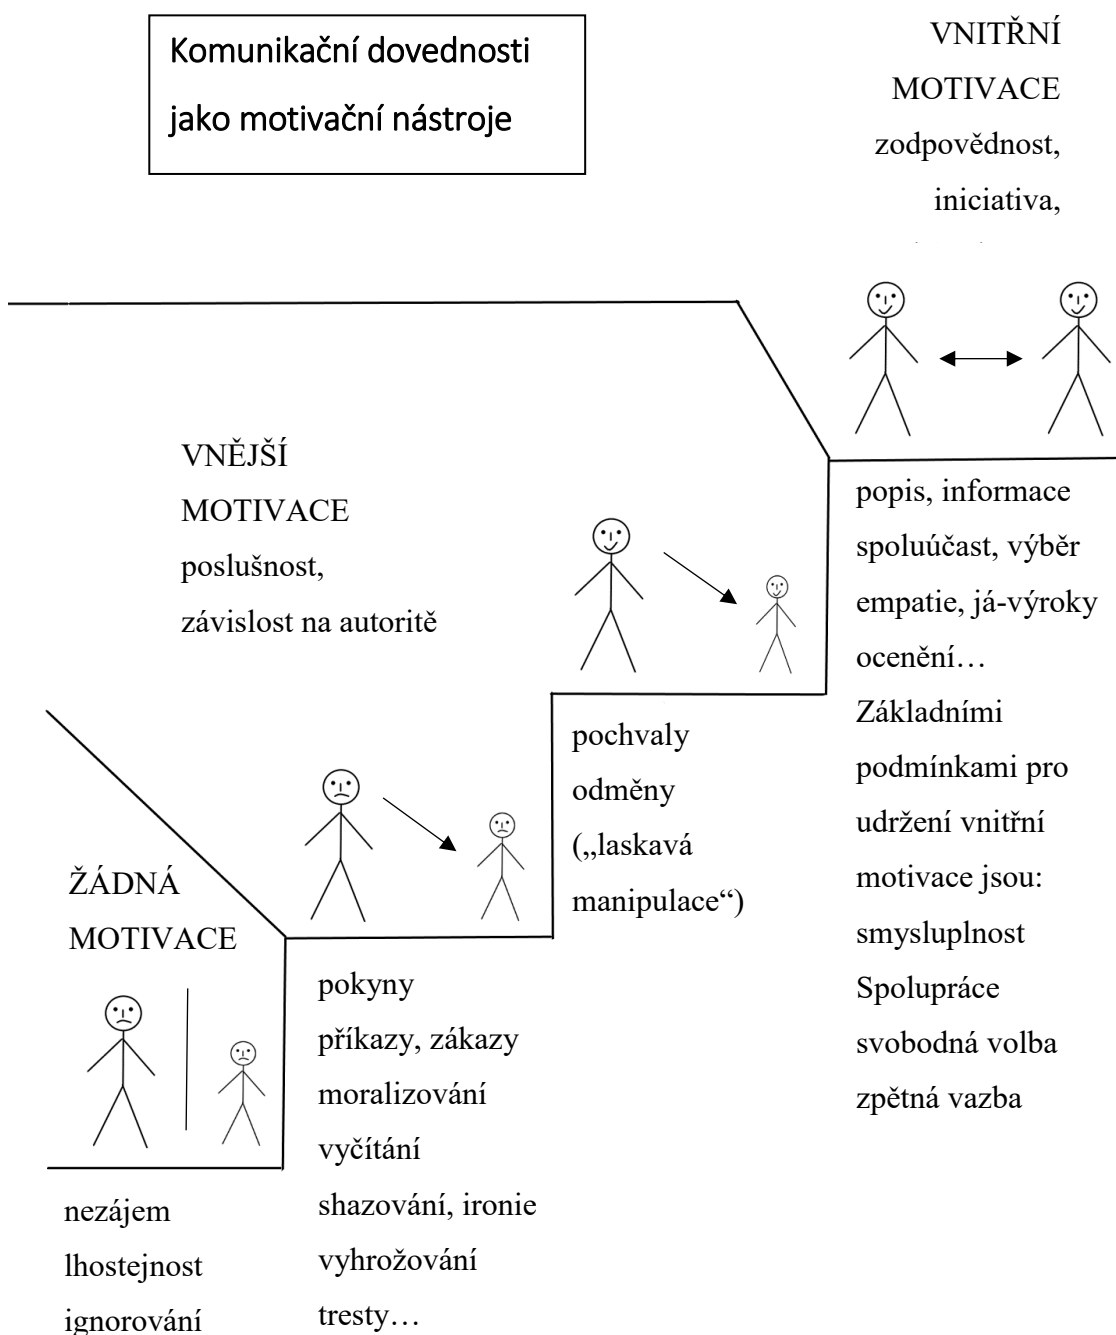 Komunikační dovednosti
jako motivační nástroje
VNITŘNÍ
MOTIVACE
zodpovědnost,
iniciativa,
VNĚJŠÍ
MOTIVACE
poslušnost,
závislost na autoritě
popis, informace
spoluúčast, výběr
empatie, já-výroky
ocenění…
Základními
podmínkami pro
udržení vnitřní
motivace jsou:
smysluplnost
Spolupráce
svobodná volba
zpětná vazba
pochvaly
odměny
(„laskavá
manipulace“)
ŽÁDNÁ
MOTIVACE
pokyny
příkazy, zákazy
moralizování
vyčítání
shazování, ironie
vyhrožování
tresty…
nezájem
lhostejnost
ignorování